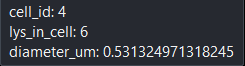 cell_id: 4
lys_in_cell: 6
diameter_um: 0.531324971318245